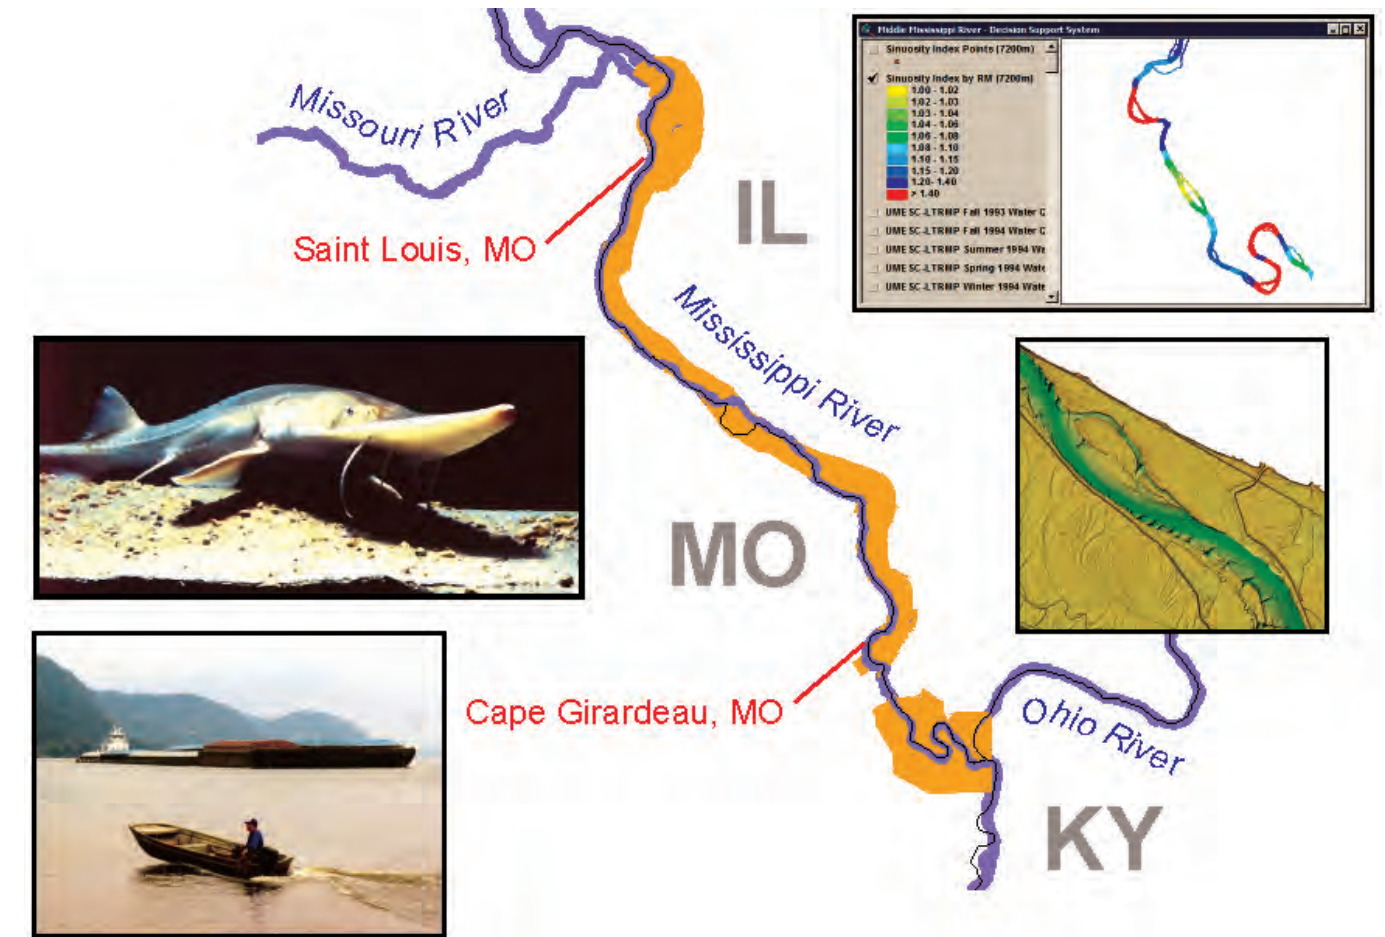 Missouri River
Saint Louis, MO
IL
Mississippi River
MO
Cape Girardeau, MO
Ohio River
KY
Middle Mississippi River - Decision Support System
Sinuosity Index Points (7200m)
Sinuosity Index by RM (7200m)
1.00 - 1.02
1.02 - 1.03
1.03 - 1.04
1.04 - 1.06
1.06 - 1.08
1.08 - 1.10
1.10 - 1.15
1.15 - 1.20
1.20 - 1.40
> 1.40
UMESC-LTRMP Fall 1993 Water
UMESC-LTRMP Fall 1994 Water
UMESC-LTRMP Summer 1994 Wa
UMESC-LTRMP Spring 1994 Wate
UMESC-LTRMP Winter 1994 Wate